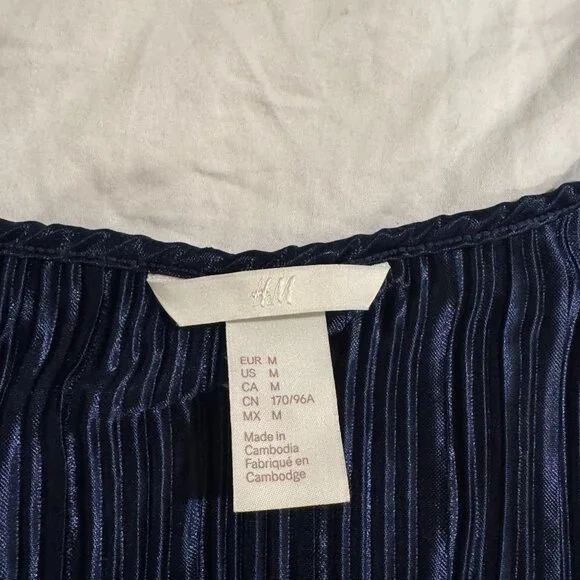 H&M
EUR M
US M
CA M
CN 170/96A
MX M
Made in
Cambodia
Fabriqué en
Cambodge